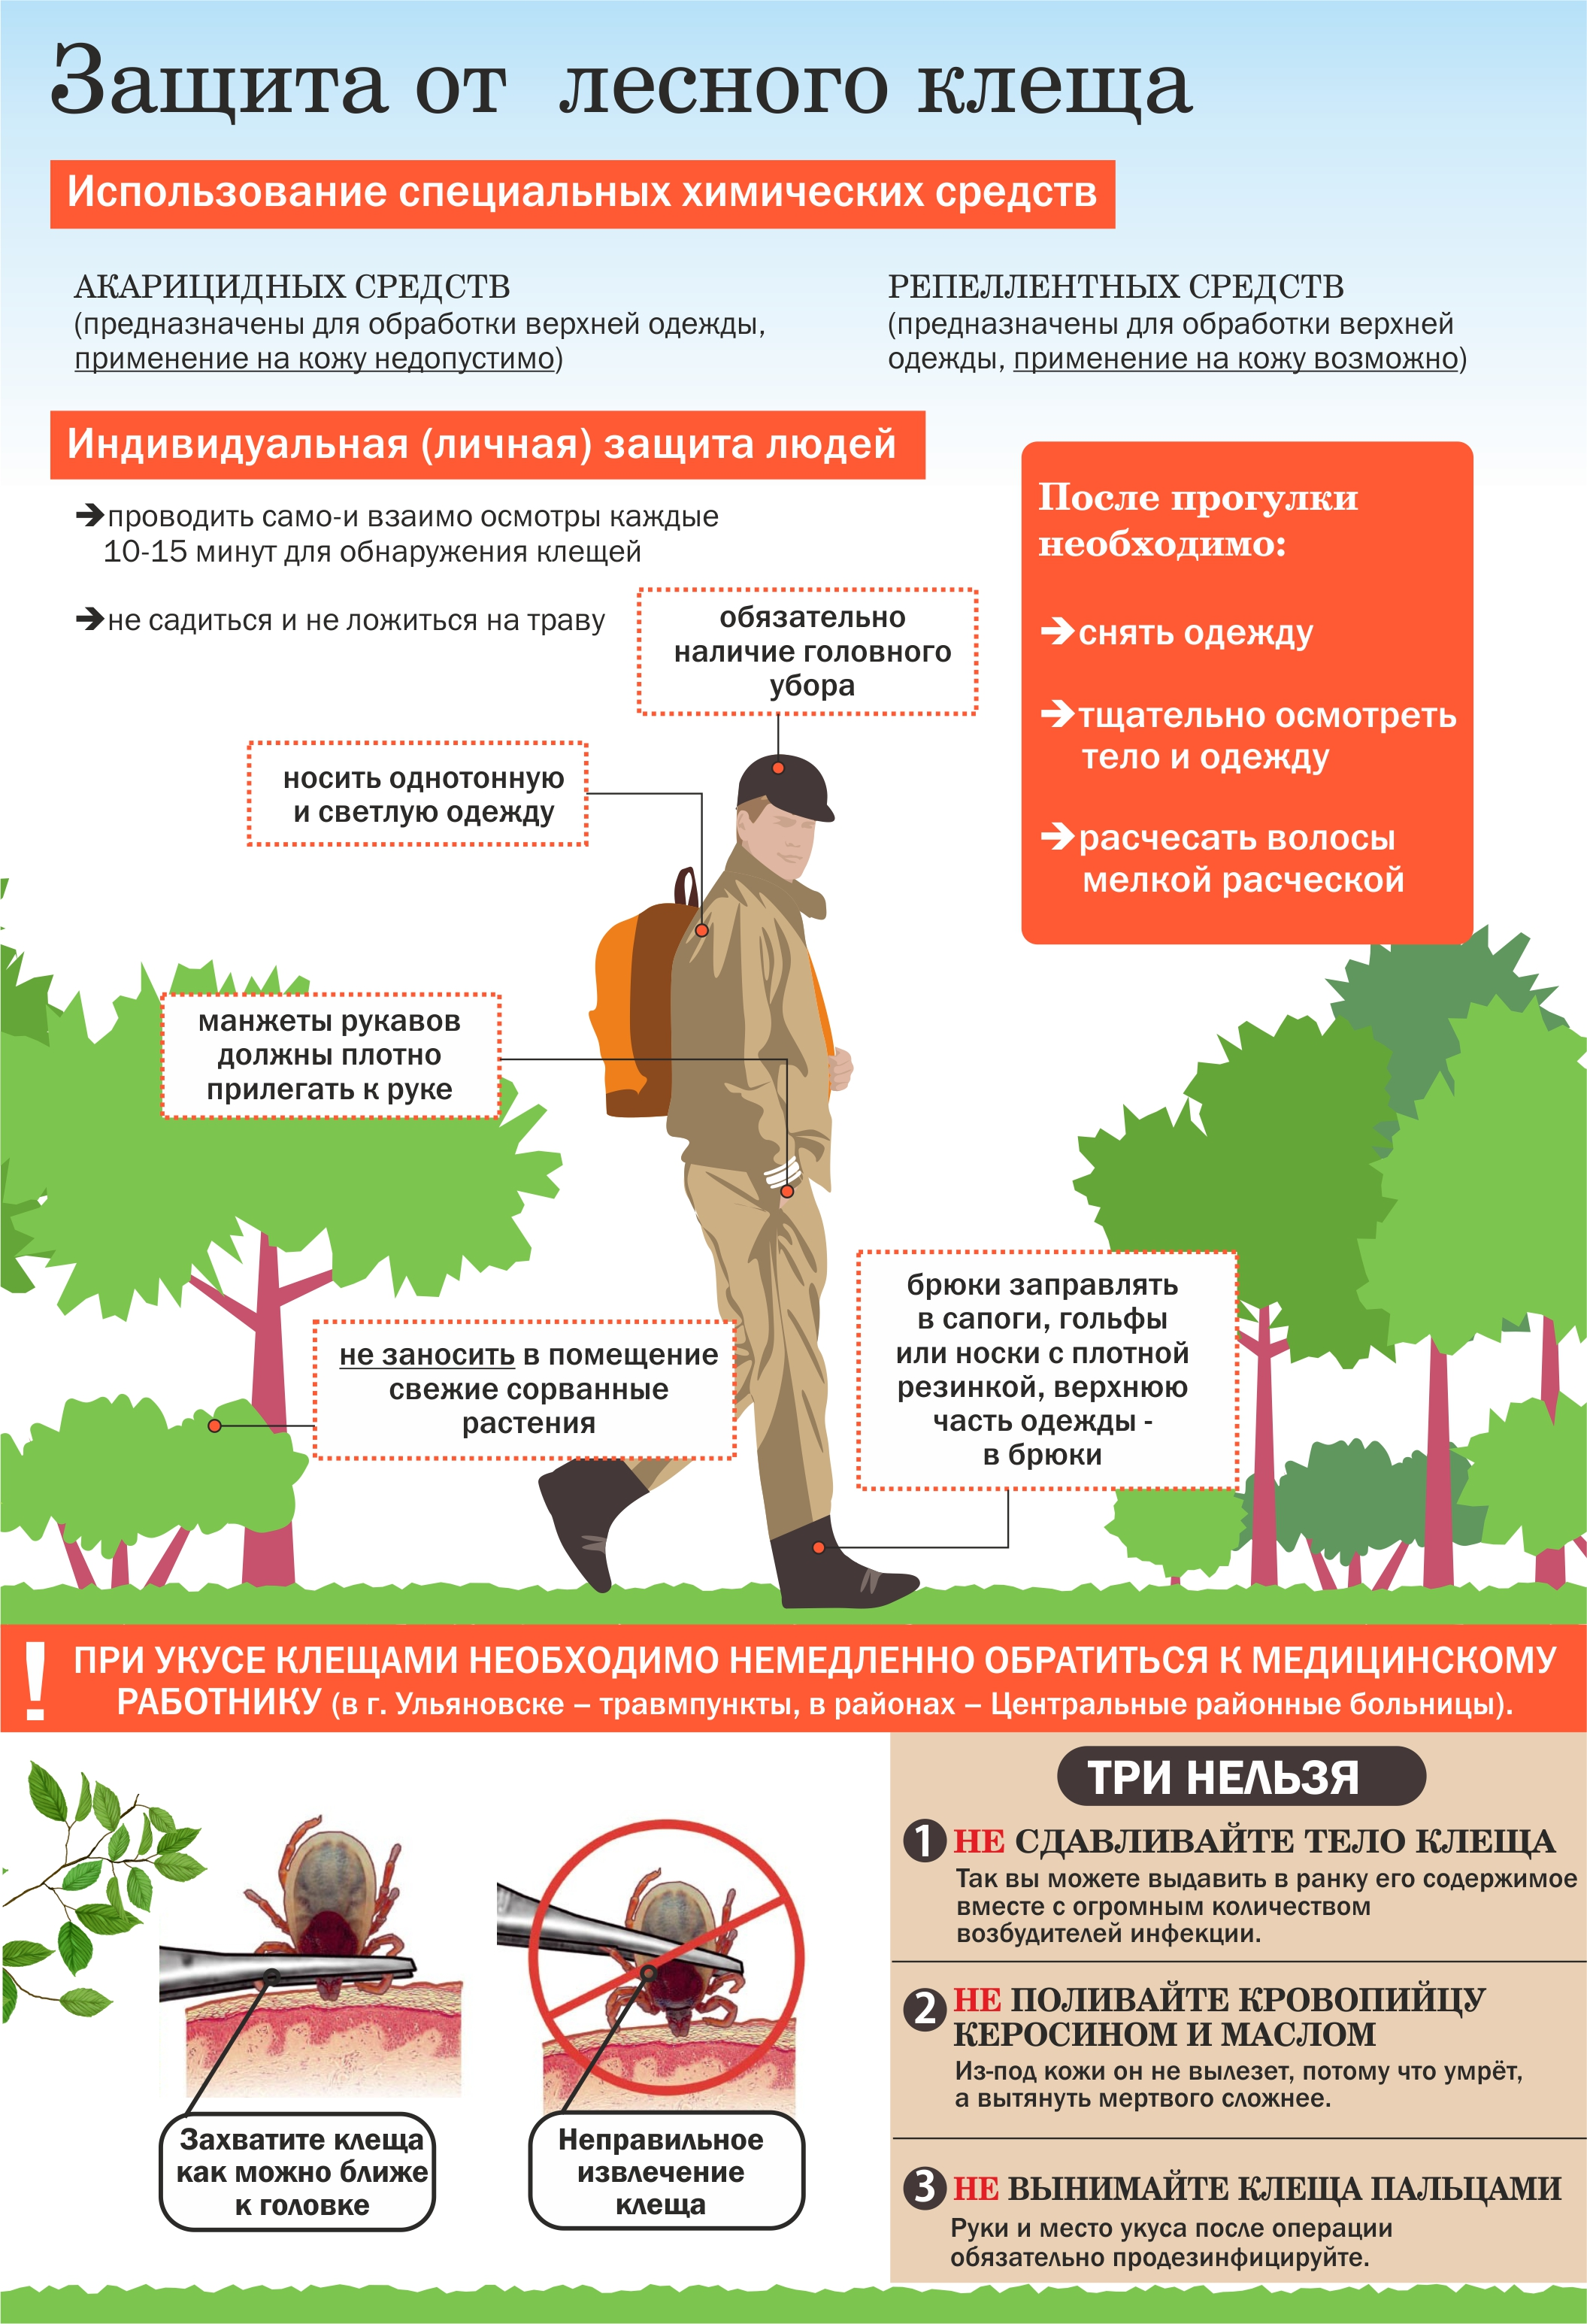 Защита от лесного клеща
Использование специальных химических средств
АКАРИЦИДНЫХ СРЕДСТВ
(предназначены для обработки верхней одежды,
применение на кожу недопустимо)
РЕПЕЛЛЕНТНЫХ СРЕДСТВ
(предназначены для обработки верхней
одежды, применение на кожу возможно)
Индивидуальная (личная) защита людей
➔проводить само-и взаимо осмотры каждые
10-15 минут для обнаружения клещей
➔не садиться и не ложиться на траву
После прогулки
необходимо:
➔снять одежду
➔тщательно осмотреть
тело и одежду
➔расчесать волосы
мелкой расческой
обязательно
наличие головного
убора
носить однотонную
и светлую одежду
манжеты рукавов
должны плотно
прилегать к руке
не заносить в помещение
свежие сорванные
растения
брюки заправлять
в сапоги, гольфы
или носки с плотной
резинкой, верхнюю
часть одежды -
в брюки
! ПРИ УКУСЕ КЛЕЩАМИ НЕОБХОДИМО НЕМЕДЛЕННО ОБРАТИТЬСЯ К МЕДИЦИНСКОМУ
РАБОТНИКУ (в г. Ульяновске – травмпункты, в районах – Центральные районные больницы).
Захватите клеща
как можно ближе
к головке
Неправильное
извлечение
клеща
ТРИ НЕЛЬЗЯ
1 НЕ СДАВЛИВАЙТЕ ТЕЛО КЛЕЩА
Так вы можете выдавить в ранку его содержимое
вместе с огромным количеством
возбудителей инфекции.
2 НЕ ПОЛИВАЙТЕ КРОВОПИЙЦУ
КЕРОСИНОМ И МАСЛОМ
Из-под кожи он не вылезет, потому что умрёт,
а вытянуть мертвого сложнее.
3 НЕ ВЫНИМАЙТЕ КЛЕЩА ПАЛЬЦАМИ
Руки и место укуса после операции
обязательно продезинфицируйте.